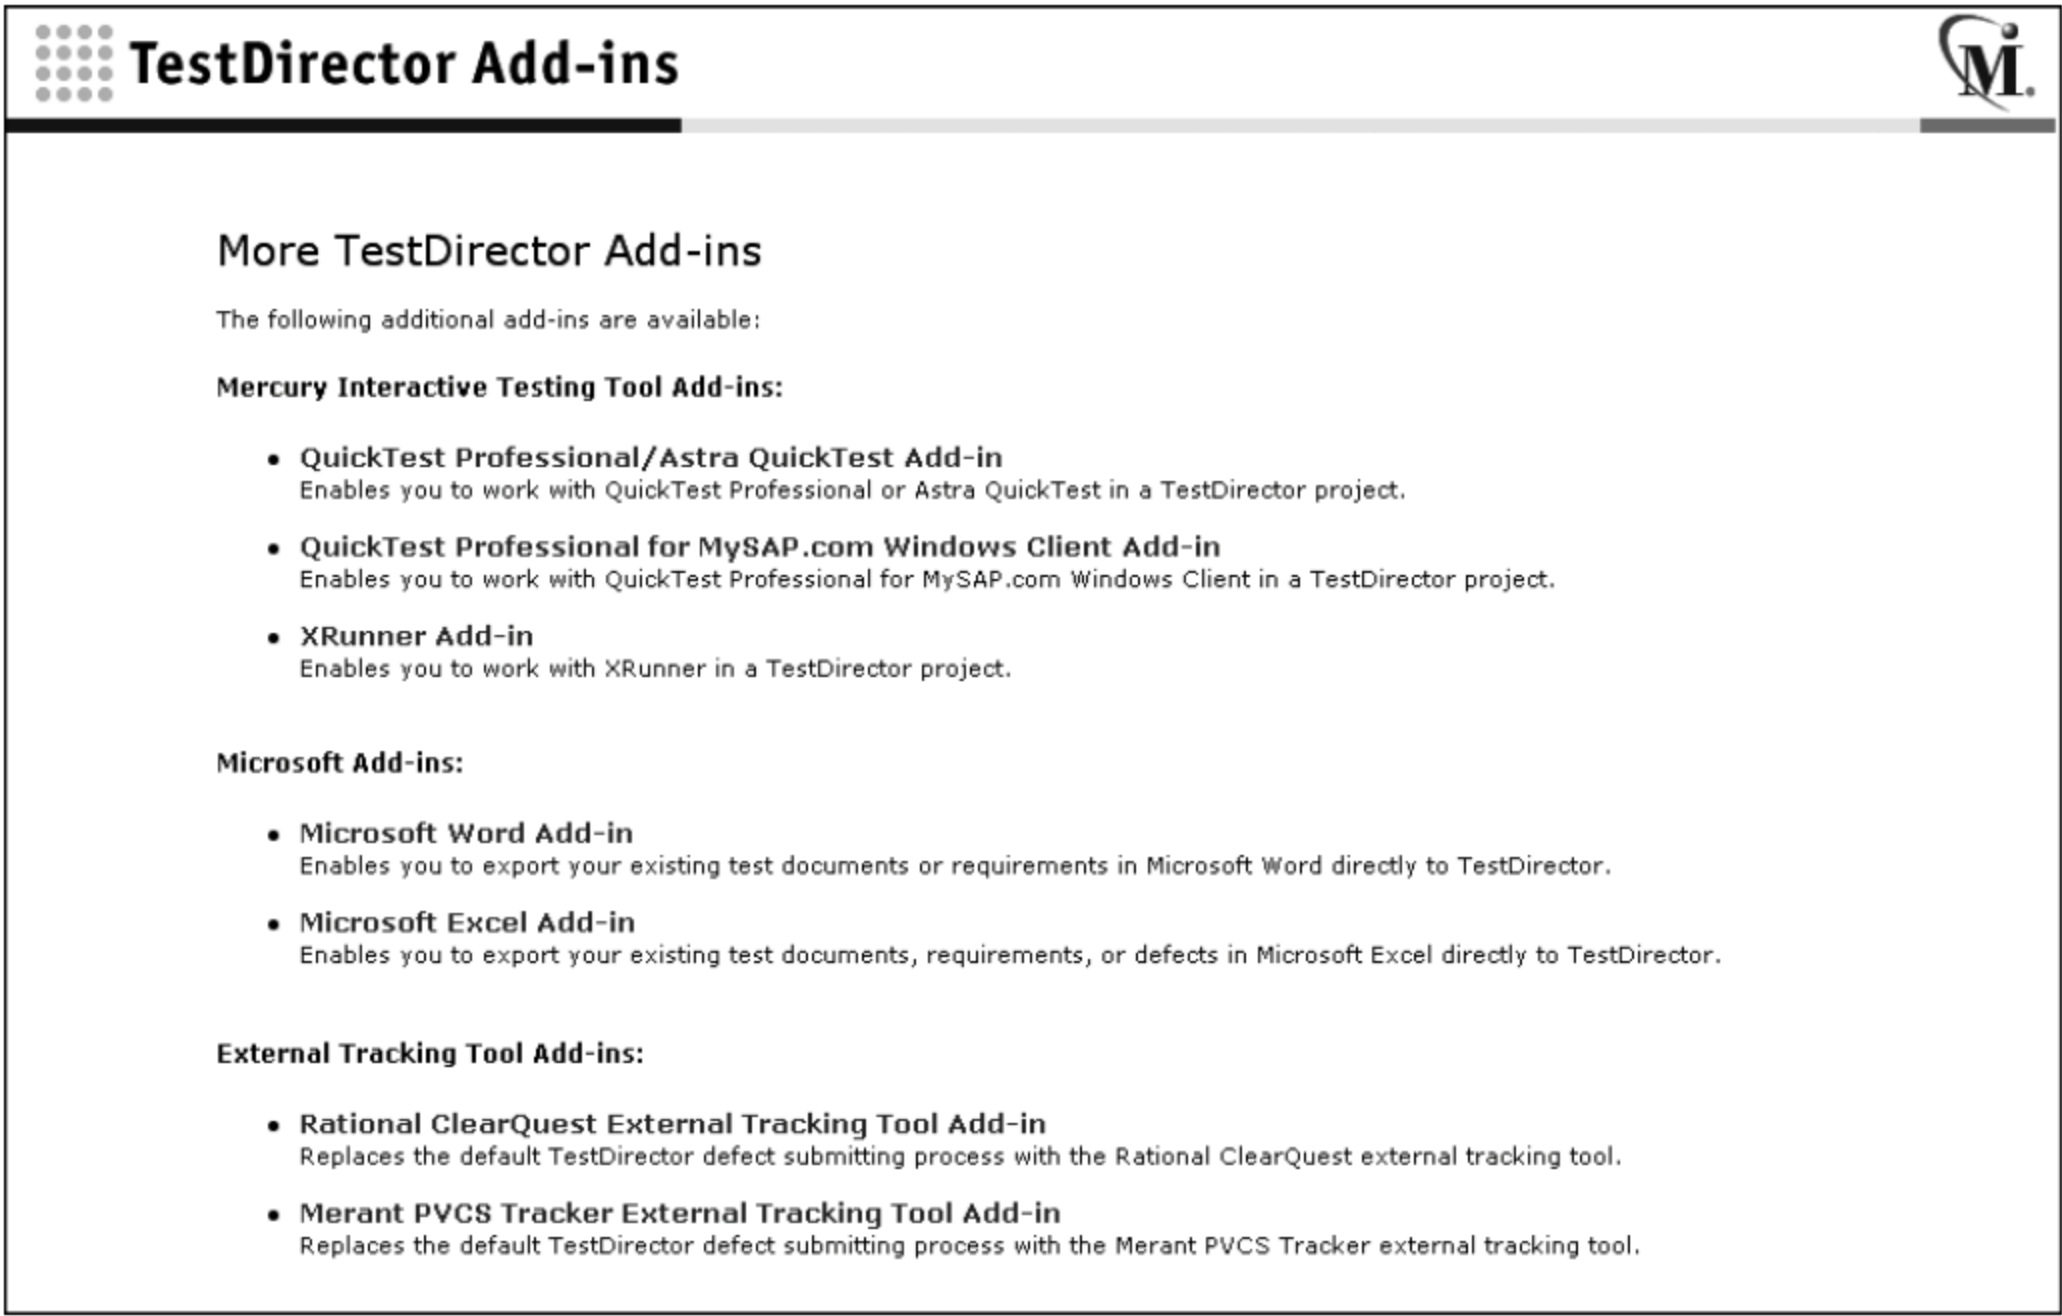 TestDirector Add-ins
M
More TestDirector Add-ins
The following additional add-ins are available:
Mercury Interactive Testing Tool Add-ins:
• QuickTest Professional/Astra QuickTest Add-in
Enables you to work with QuickTest Professional or Astra QuickTest in a TestDirector project.
• QuickTest Professional for MySAP.com Windows Client Add-in
Enables you to work with QuickTest Professional for MySAP.com Windows Client in a TestDirector project.
• XRunner Add-in
Enables you to work with XRunner in a TestDirector project.
Microsoft Add-ins:
• Microsoft Word Add-in
Enables you to export your existing test documents or requirements in Microsoft Word directly to TestDirector.
• Microsoft Excel Add-in
Enables you to export your existing test documents, requirements, or defects in Microsoft Excel directly to TestDirector.
External Tracking Tool Add-ins:
• Rational ClearQuest External Tracking Tool Add-in
Replaces the default TestDirector defect submitting process with the Rational ClearQuest external tracking tool.
• Merant PVCS Tracker External Tracking Tool Add-in
Replaces the default TestDirector defect submitting process with the Merant PVCS Tracker external tracking tool.